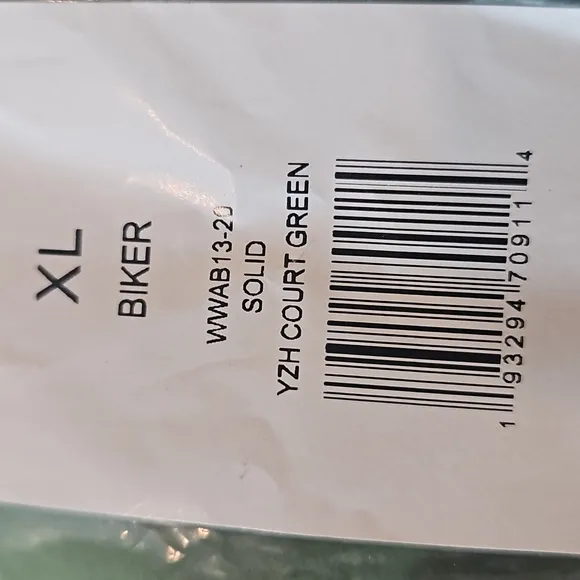 XL
BIKER
WWAB13-20
SOLID
YZH COURT GREEN
1 93294 70911 4